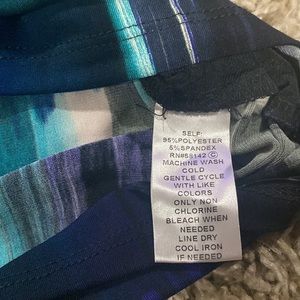 SELF:
95%POLYESTER
5%SPANDEX
RN#58142 Ⓒ
MACHINE WASH
COLD
GENTLE CYCLE
WITH LIKE
COLORS
ONLY NON
CHLORINE
BLEACH WHEN
NEEDED
LINE DRY
COOL IRON
IF NEEDED